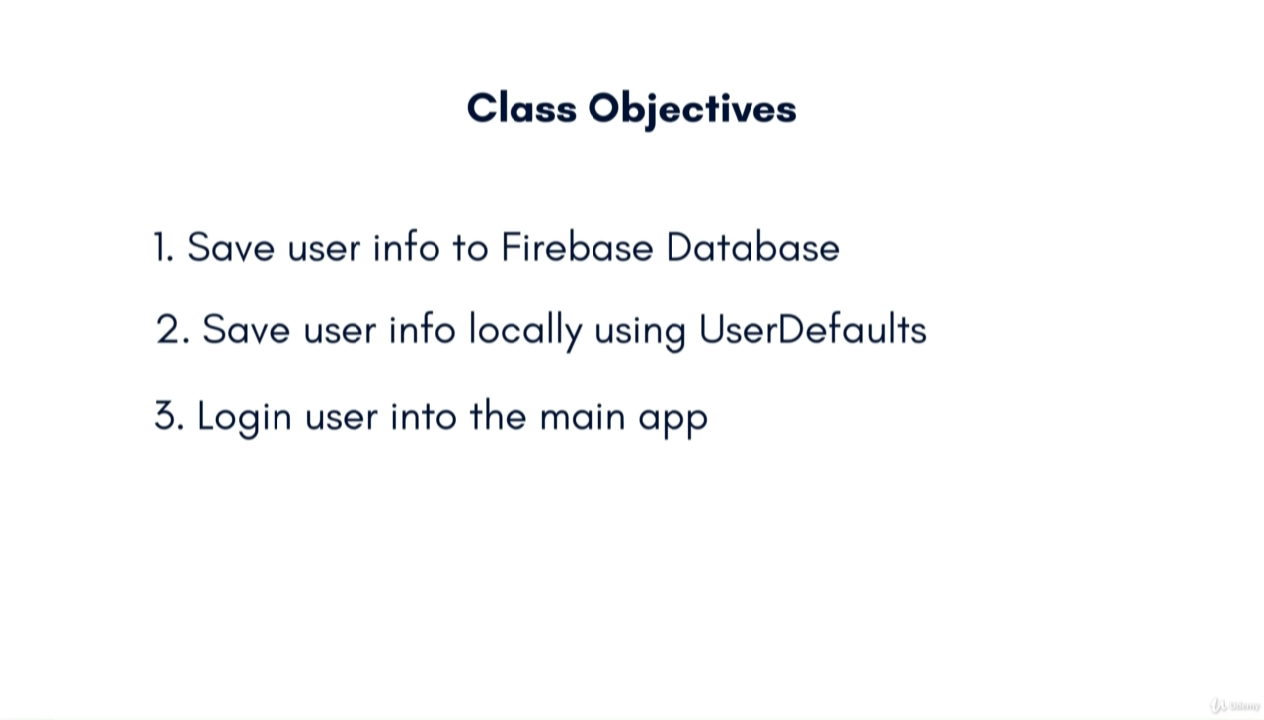 Class Objectives
1. Save user info to Firebase Database
2. Save user info locally using UserDefaults
3. Login user into the main app
Udemy